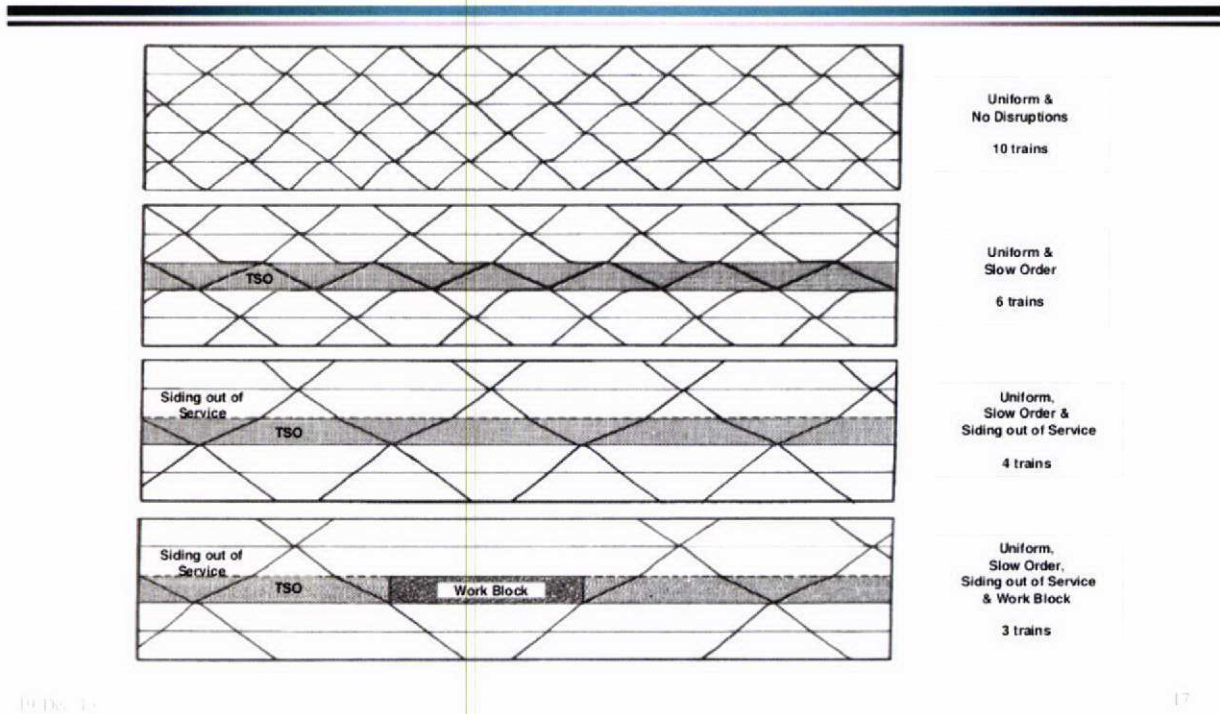 Uniform &
No Disruptions
10 trains
TSO
Uniform &
Slow Order
6 trains
Siding out of
Service
TSO
Uniform,
Slow Order &
Siding out of Service
4 trains
Siding out of
Service
TSO
Work Block
Uniform,
Slow Order,
Siding out of Service
& Work Block
3 trains
17